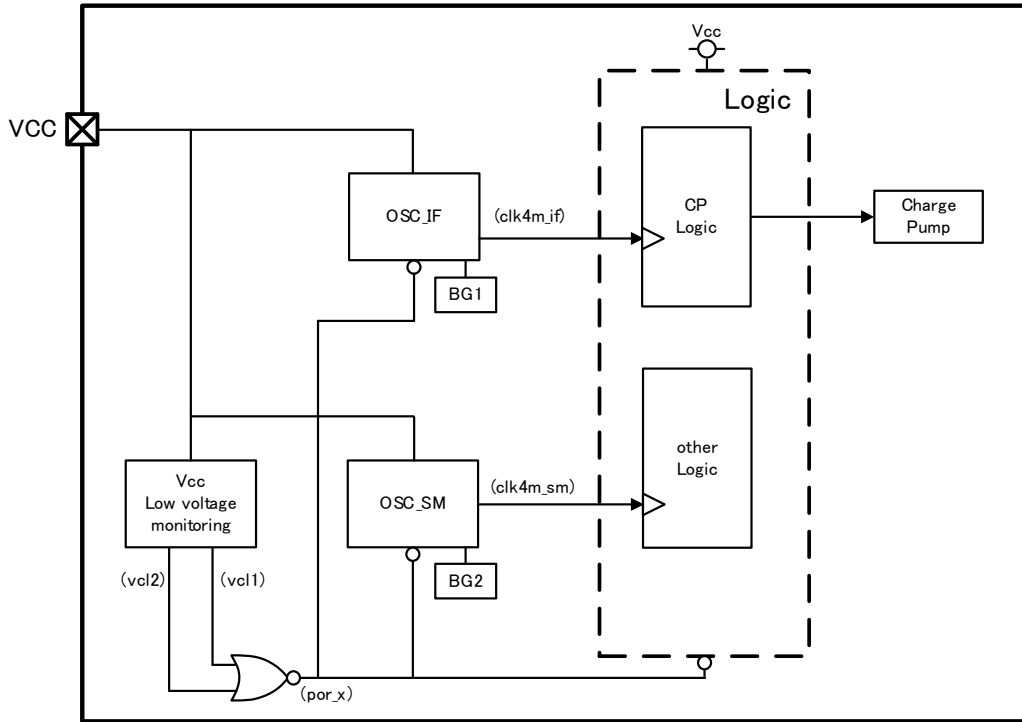 Vcc
Logic
VCC
OSC_IF
(clk4m_if)
CP
Logic
Charge
Pump
BG1
Vcc
Low voltage
monitoring
OSC_SM
(clk4m_sm)
other
Logic
BG2
(vcl2)
(vcl1)
(por_x)